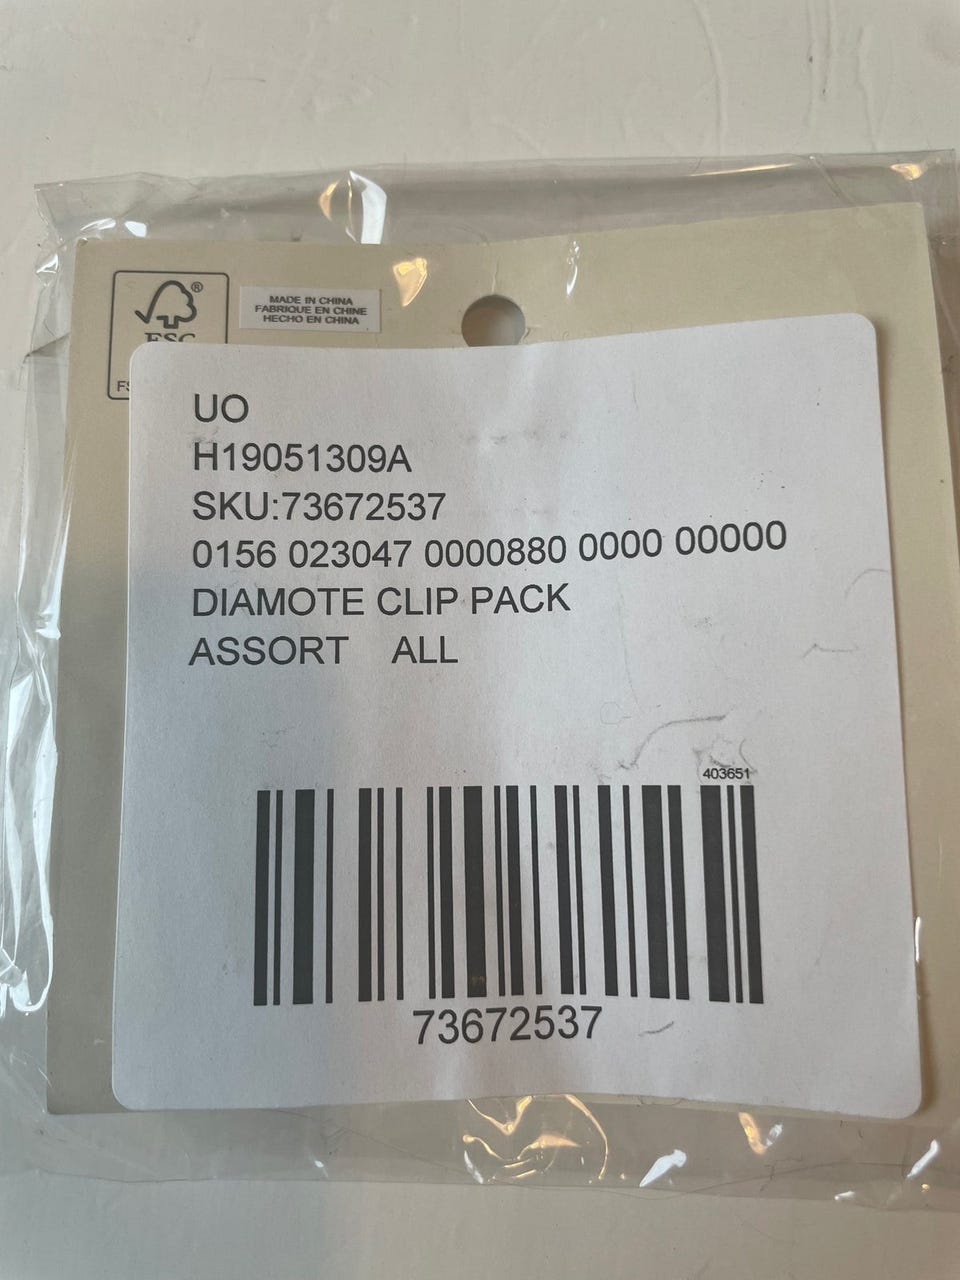 ®
FSC
MADE IN CHINA
FABRIQUE EN CHINE
HECHO EN CHINA
UO
H19051309A
SKU:73672537
0156 023047 0000880 0000 00000
DIAMOTE CLIP PACK
ASSORT ALL
403651
73672537